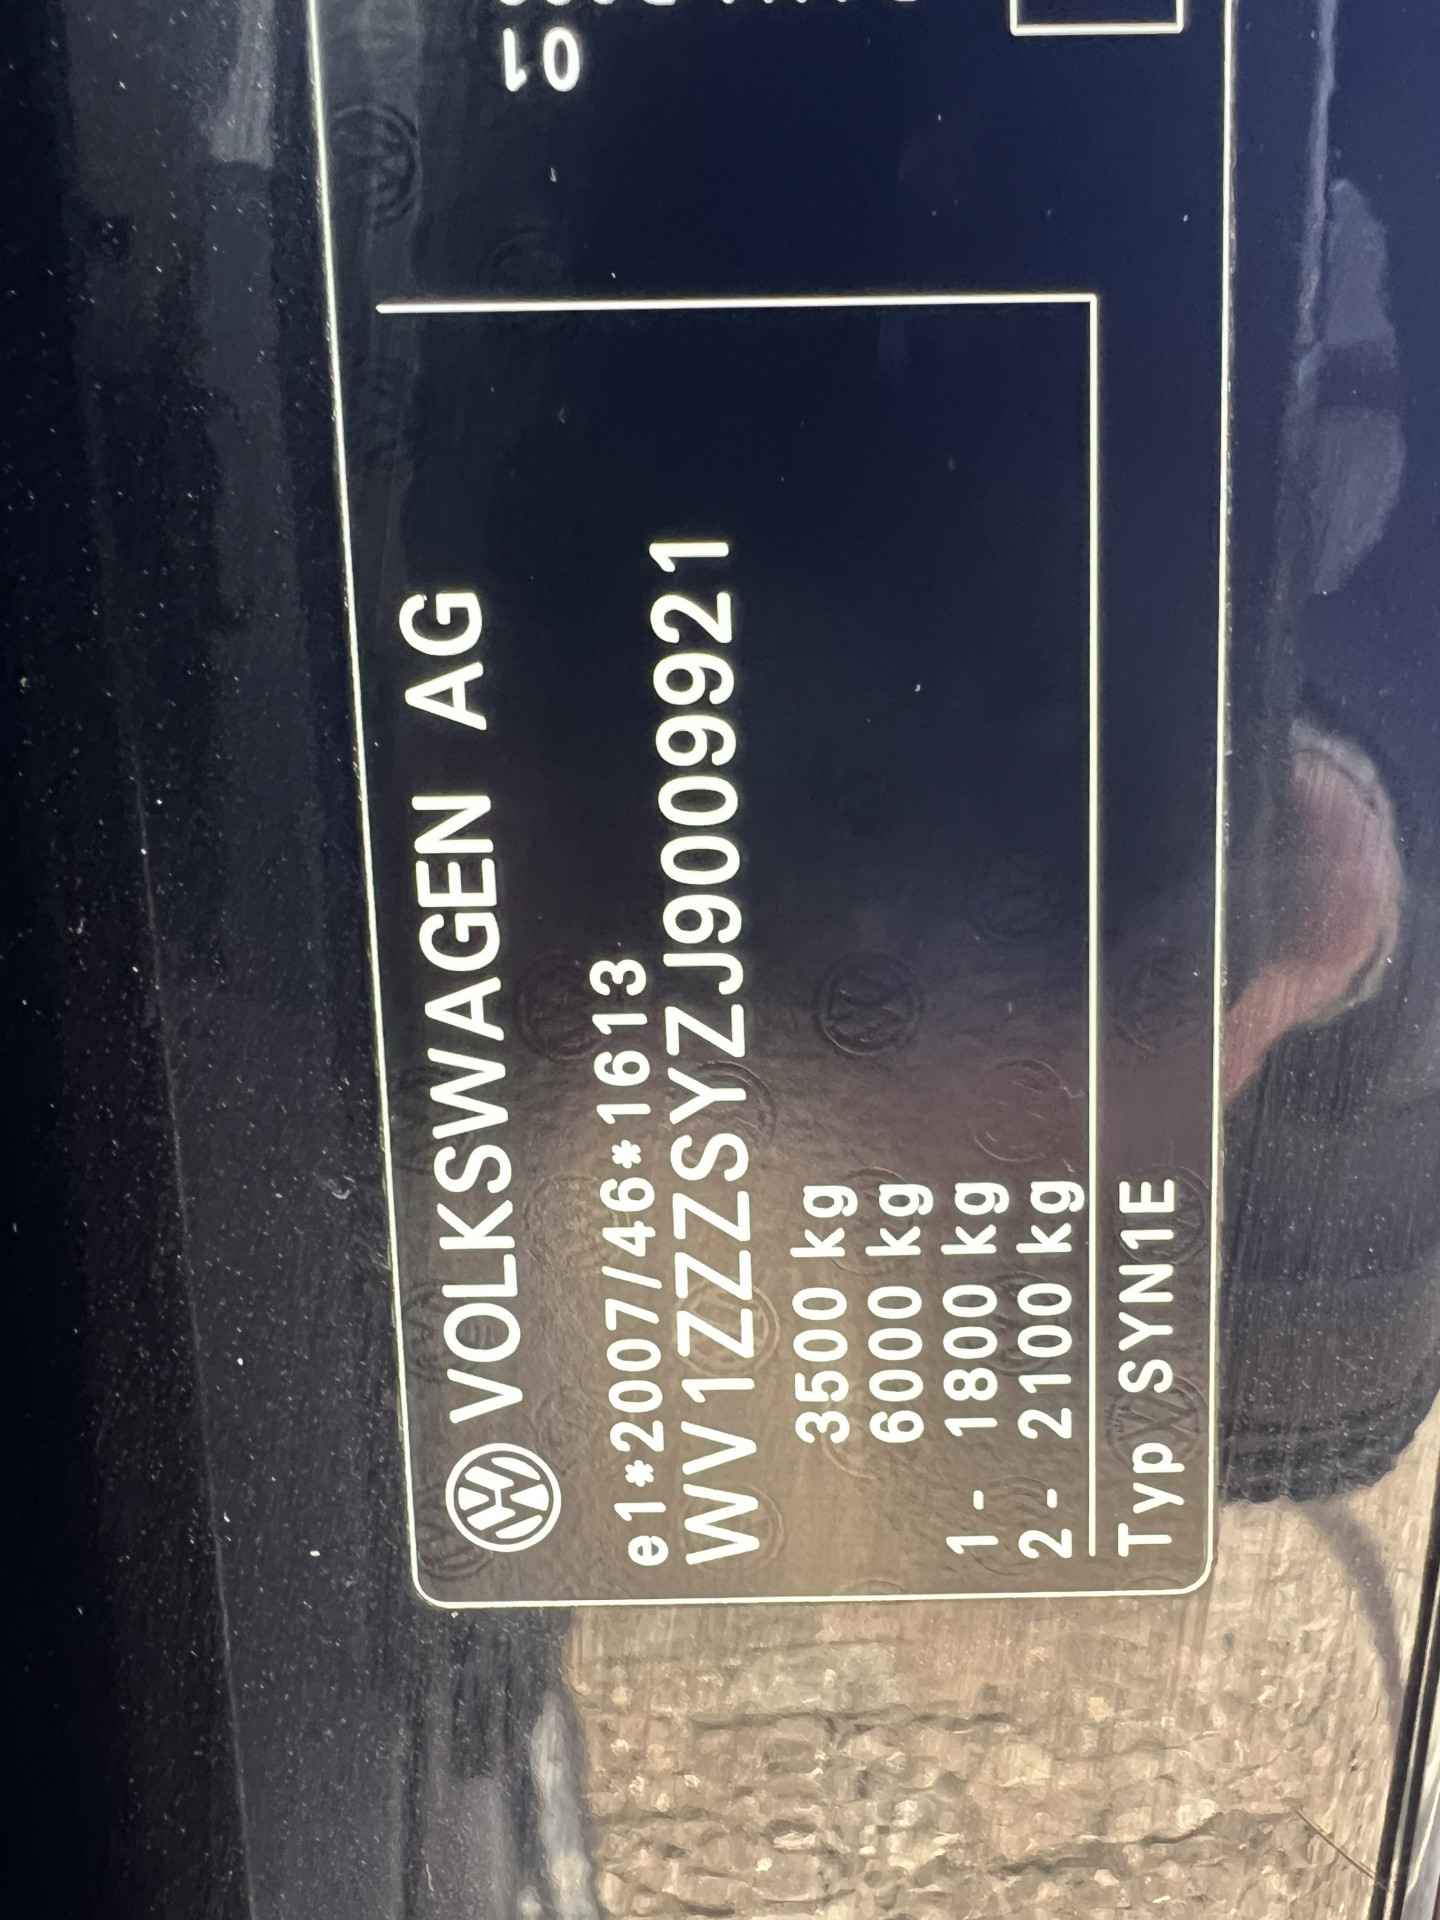 VOLKSWAGEN AG
e1*2007/46*1613
WV1ZZZSYZJ9009921
3500 kg
6000 kg
1- 1800 kg
2- 2100 kg
Typ SYN1E
01